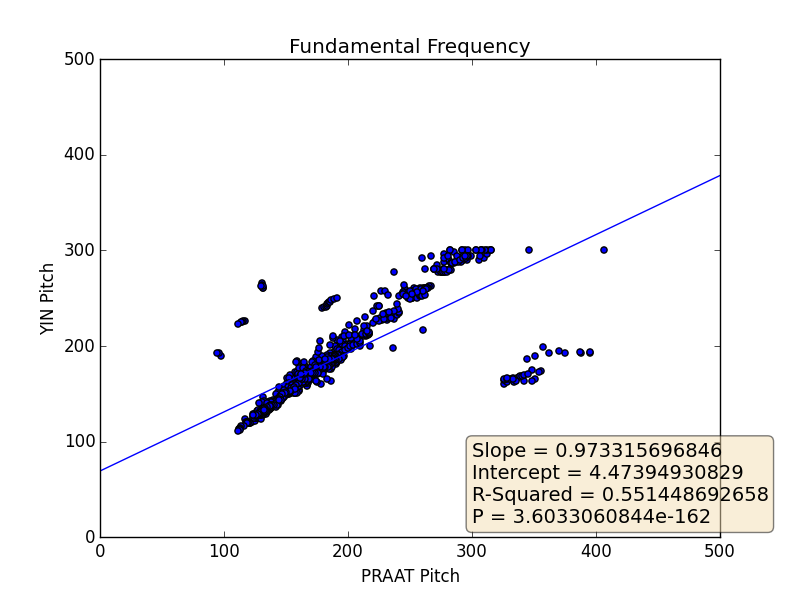 Fundamental Frequency
500
400
300
200
100
0
YIN Pitch
Slope = 0.973315696846
Intercept = 4.47394930829
R-Squared = 0.551448692658
P = 3.6033060844e-162
0 100 200 300 400 500
PRAAT Pitch